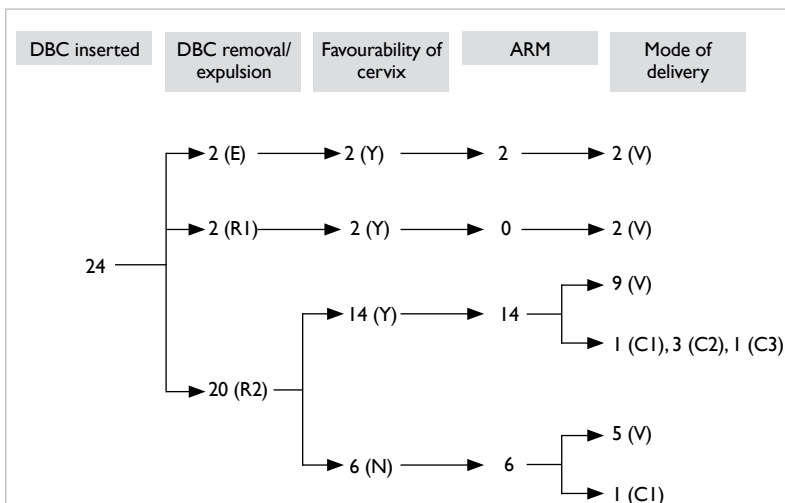 DBC inserted
DBC removal/
expulsion
Favourability of
cervix
ARM
Mode of
delivery
2 (E)
2 (Y)
2
2 (V)
2 (R1)
2 (Y)
0
2 (V)
24
9 (V)
14 (Y)
14
1 (C1), 3 (C2), 1 (C3)
20 (R2)
5 (V)
6 (N)
6
1 (C1)